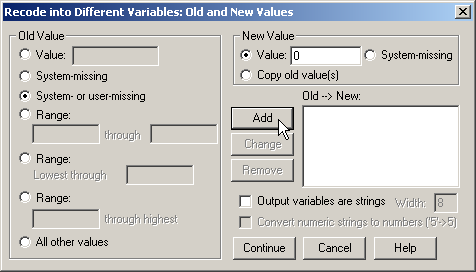 Recode into Different Variables: Old and New Values
Old Value
Value:
System-missing
System- or user-missing
Range:
through
Range:
Lowest through
Range:
through highest
All other values
New Value
Value: 0 System-missing
Copy old value(s)
Old --> New:
Add
Change
Remove
Output variables are strings Width: 8
Convert numeric strings to numbers ('5'->5)
Continue Cancel Help